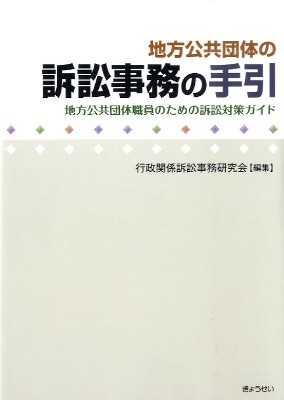 地方公共団体の
訴訟事務の手引
地方公共団体職員のための訴訟対策ガイド
行政関係訴訟事務研究会［編集］
ぎょうせい